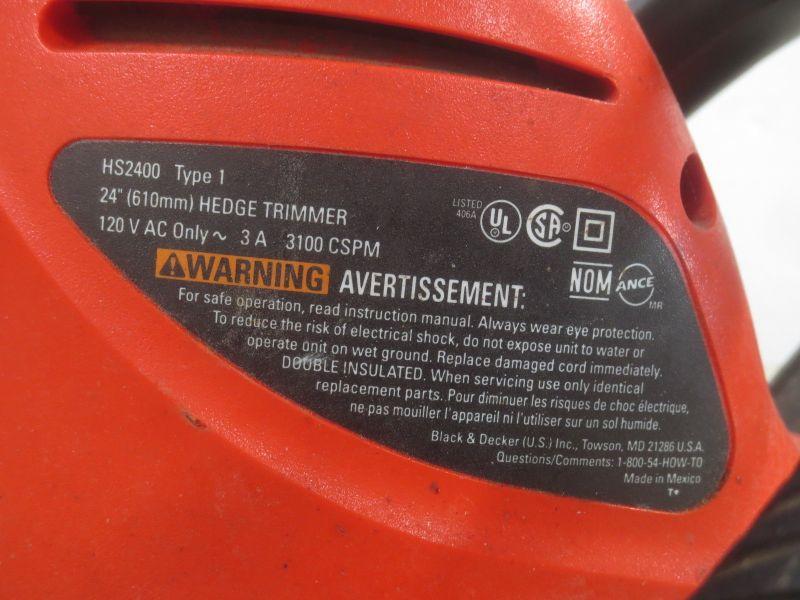 HS2400 Type 1
24" (610mm) HEDGE TRIMMER
120 V AC Only ~ 3 A 3100 CSPM
LISTED
406A
UL
SA
NOM
ANCE
MR
WARNING AVERTISSEMENT:
For safe operation, read instruction manual. Always wear eye protection.
To reduce the risk of electrical shock, do not expose unit to water or
operate unit on wet ground. Replace damaged cord immediately.
DOUBLE INSULATED. When servicing use only identical
replacement parts. Pour diminuer les risques de choc électrique,
ne pas mouiller l'appareil ni l'utiliser sur un sol humide.
Black & Decker (U.S.) Inc., Towson, MD 21286 U.S.A.
Questions/Comments: 1-800-54-HOW-TO
Made in Mexico
T*